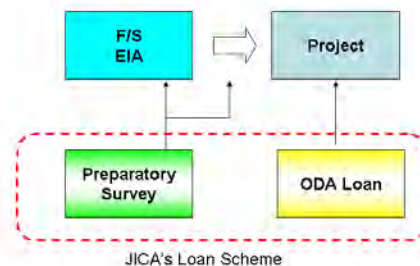 F/S
EIA
Project
Preparatory
Survey
ODA Loan
JICA's Loan Scheme